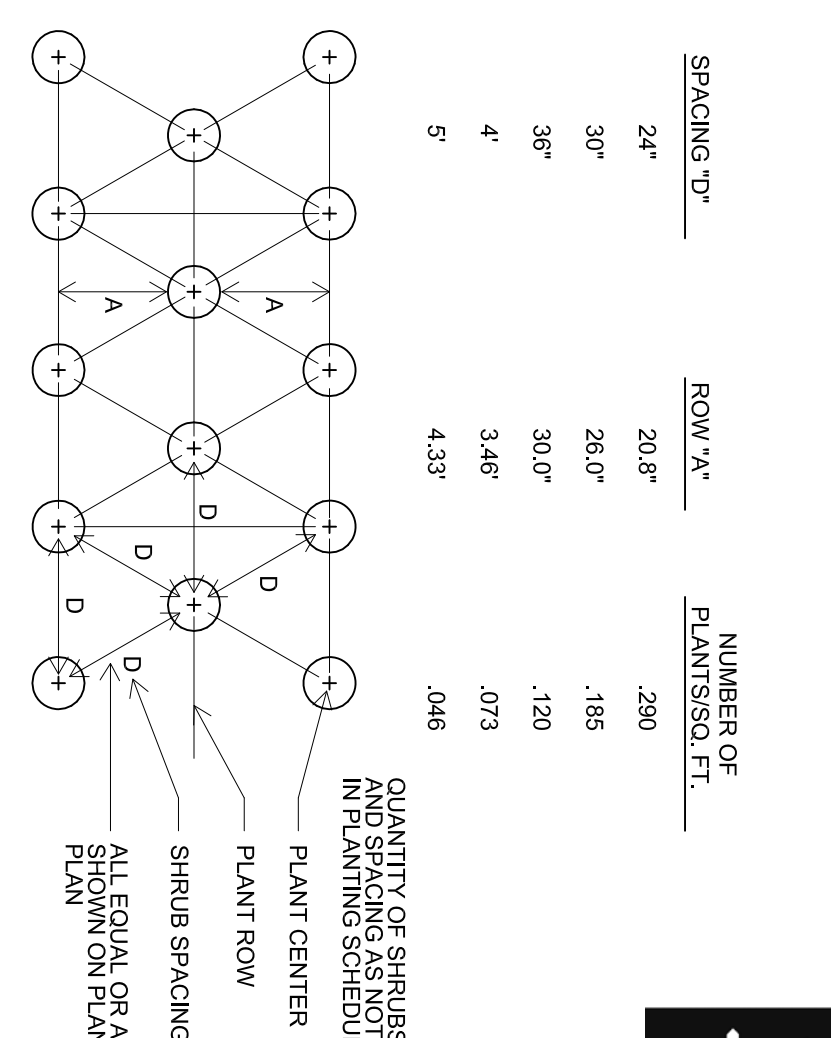 NUMBER OF
SPACING "D" ROW "A" PLANTS/SQ. FT.
24" 20.8" .290
30" 26.0" .185
36" 30.0" .120
4' 3.46' .073
5' 4.33' .046
QUANTITY OF SHRUBS
AND SPACING AS NOT
IN PLANTING SCHEDU
PLANT CENTER
PLANT ROW
SHRUB SPACING
ALL EQUAL OR A
SHOWN ON PLAN
PLAN
A
A
D
D
D
D
D